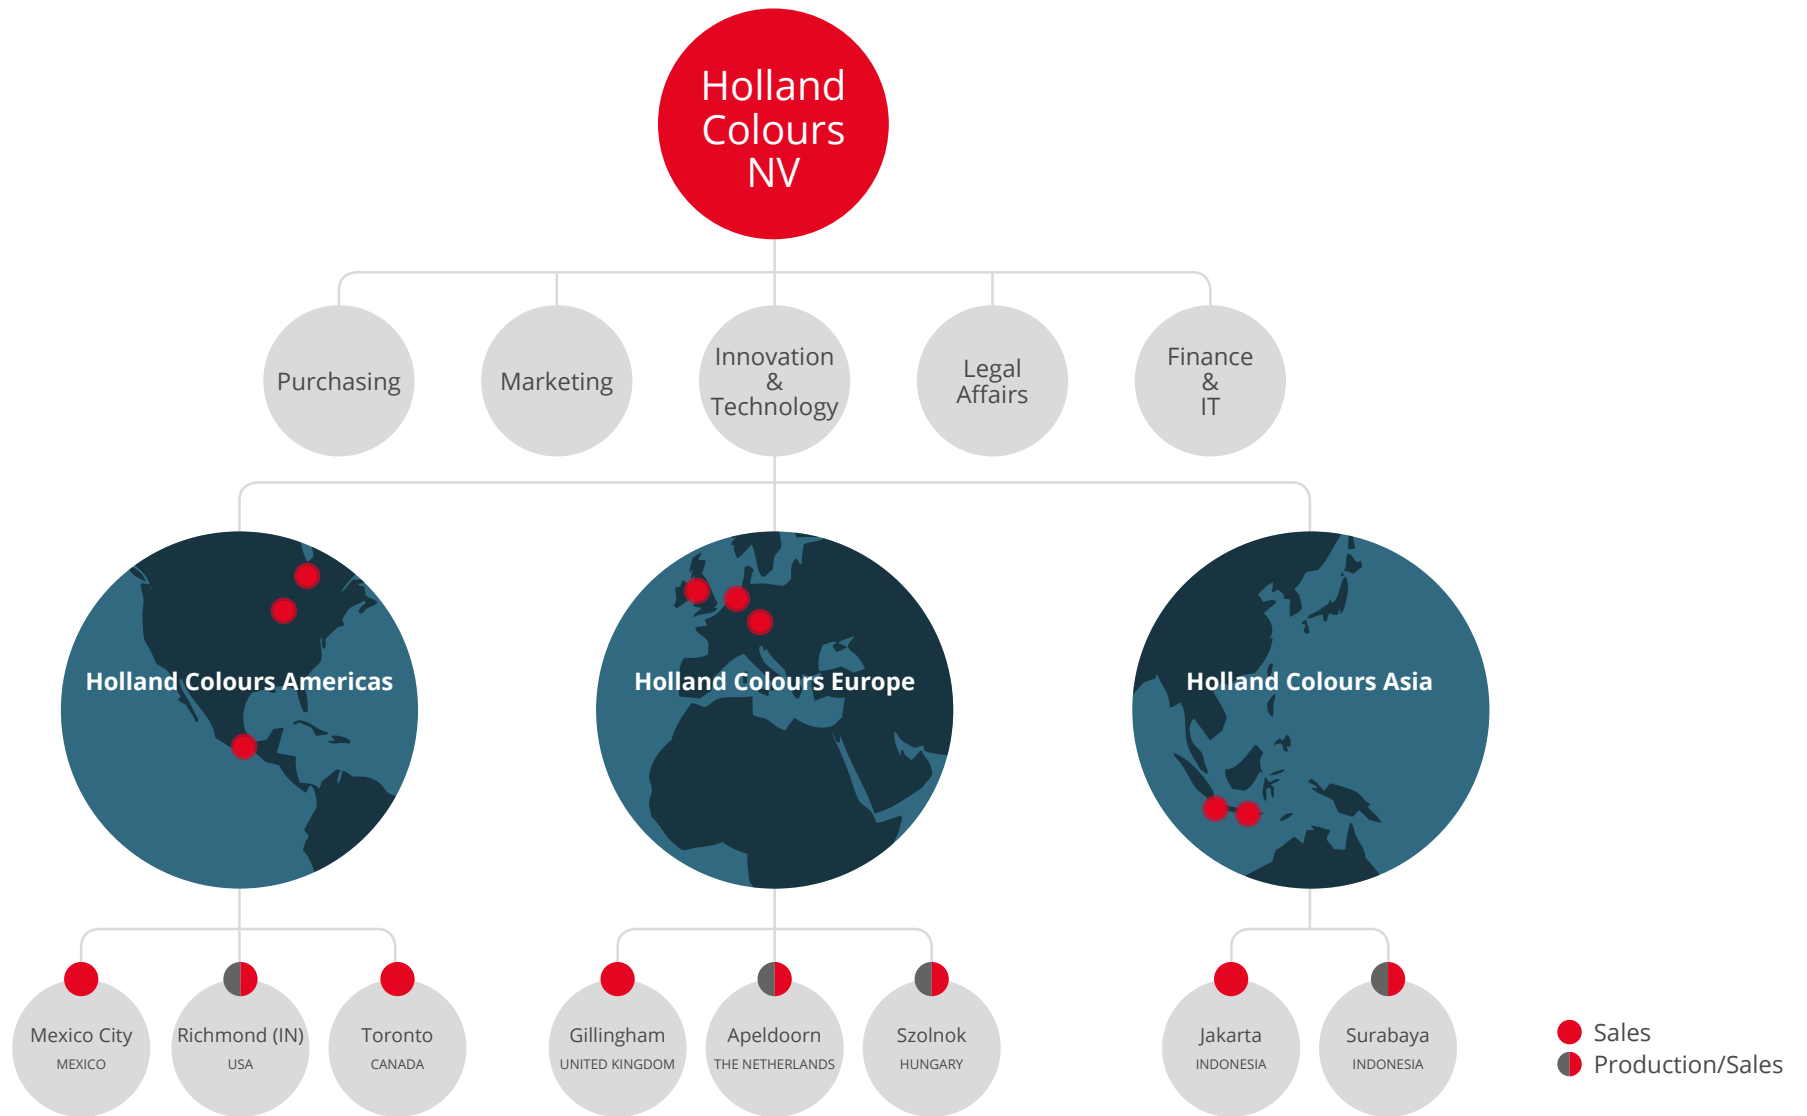 Holland
Colours
NV
Purchasing
Marketing
Innovation
&
Technology
Legal
Affairs
Finance
&
IT
Holland Colours Americas
Holland Colours Europe
Holland Colours Asia
Mexico City
MEXICO
Richmond (IN)
USA
Toronto
CANADA
Gillingham
UNITED KINGDOM
Apeldoorn
THE NETHERLANDS
Szolnok
HUNGARY
Jakarta
INDONESIA
Surabaya
INDONESIA
Sales
Production/Sales